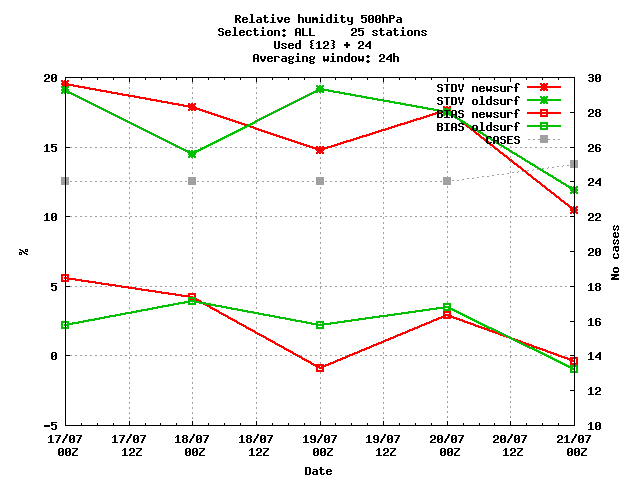 Relative humidity 500hPa
Selection: ALL 25 stations
Used {12} + 24
Averaging window: 24h
20 30
STDV newsurf
STDV oldsurf
28
BIAS newsurf
BIAS oldsurf
CASES
15 26
24
10 22
%
No cases
20
5 18
16
0 14
12
-5 10
17/07 17/07 18/07 18/07 19/07 19/07 20/07 20/07 21/07
00Z 12Z 00Z 12Z 00Z 12Z 00Z 12Z 00Z
Date